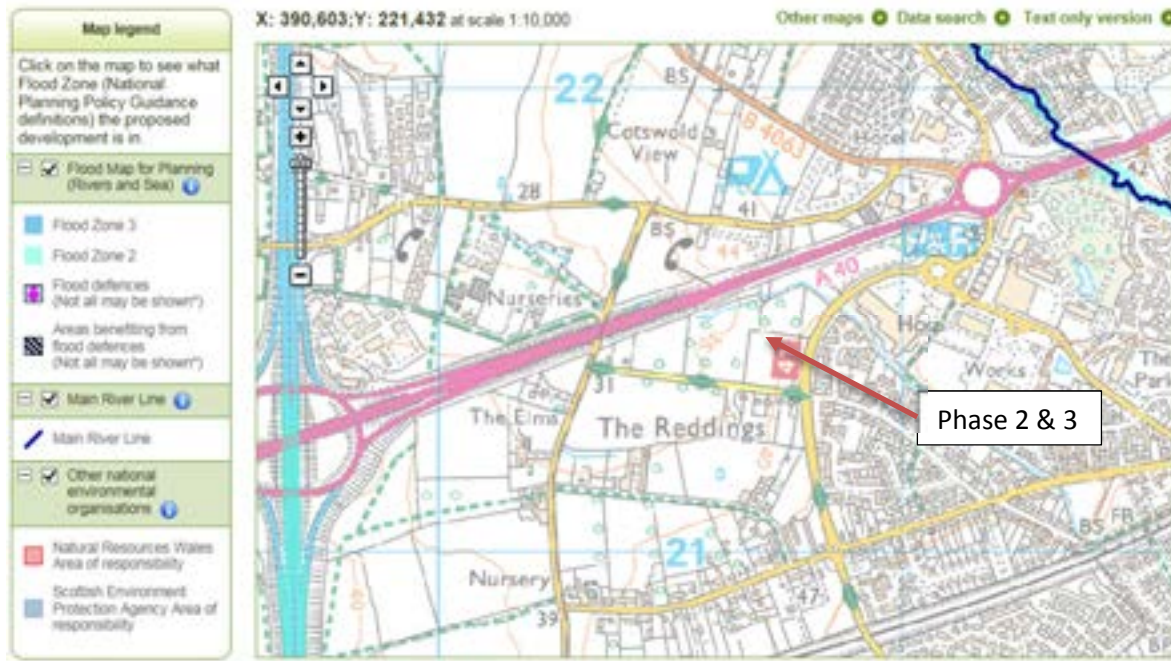 Map legend
Click on the map to see what
Flood Zone (National
Planning Policy Guidance
definitions) the proposed
development is in.
Flood Map for Planning
(Rivers and Sea)
Flood Zone 3
Flood Zone 2
Flood defences
(Not all may be shown*)
Areas benefiting from
flood defences
(Not all may be shown*)
Main River Line
Main River Line
Other national
environmental
organisations
Natural Resources Wales
Area of responsibility
Scottish Environment
Protection Agency Area of
responsibility
X: 390,603; Y: 221,432 at scale 1:10,000
Other maps Data search Text only version
BS
22
B 4063
Cotswold
View
Hotel
28
41
BS
44
A 40
Nurseries
31
The Elms
The Reddings
Works
The
Park
Phase 2 & 3
21
Nursery
39
47
BS
FB